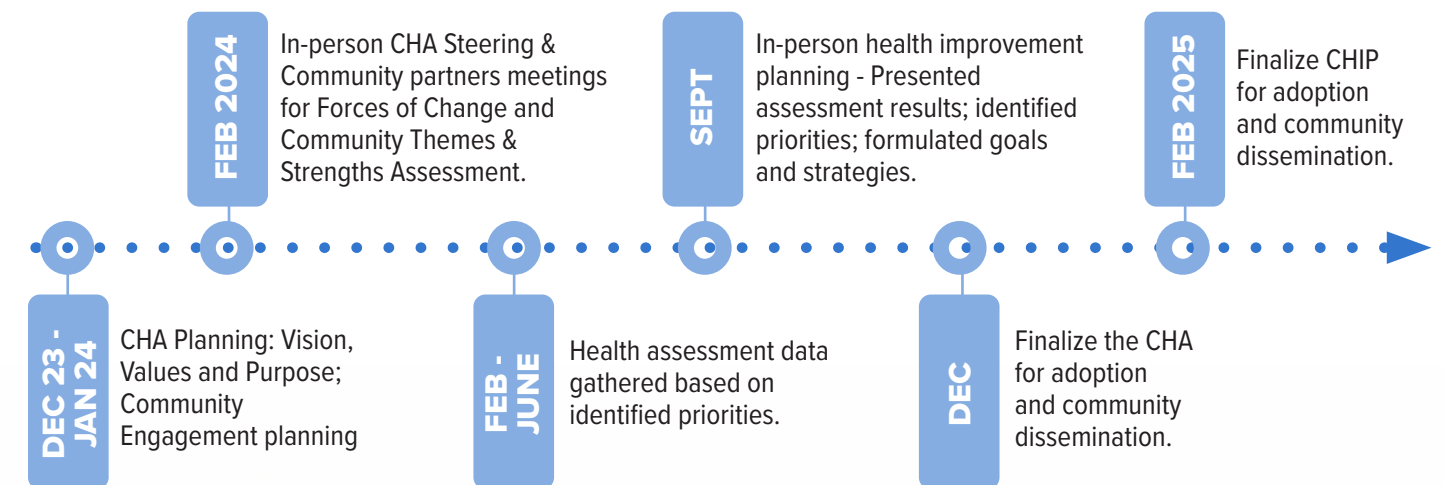 DEC 23 -
JAN 24
CHA Planning: Vision,
Values and Purpose;
Community
Engagement planning
FEB 2024
In-person CHA Steering &
Community partners meetings
for Forces of Change and
Community Themes &
Strengths Assessment.
FEB -
JUNE
Health assessment data
gathered based on
identified priorities.
SEPT
In-person health improvement
planning - Presented
assessment results; identified
priorities; formulated goals
and strategies.
DEC
Finalize the CHA
for adoption
and community
dissemination.
FEB 2025
Finalize CHIP
for adoption
and community
dissemination.